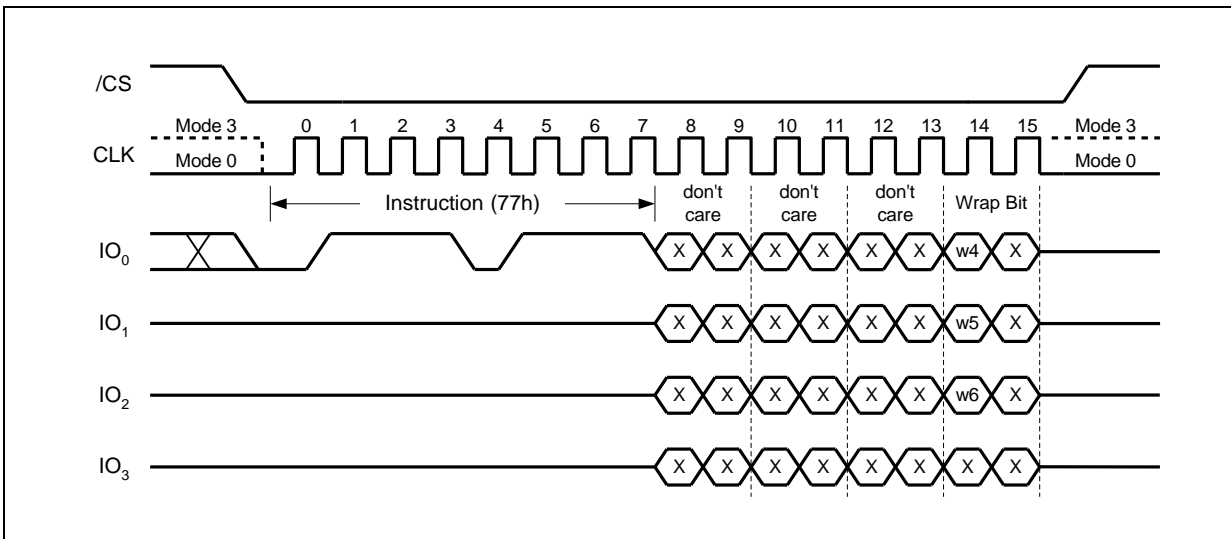 /CS
Mode 3 0 1 2 3 4 5 6 7 8 9 10 11 12 13 14 15 Mode 3
CLK Mode 0 Mode 0
Instruction (77h) don't care don't care don't care Wrap Bit
IO0 X X X X X X w4 X
IO1 X X X X X X w5 X
IO2 X X X X X X w6 X
IO3 X X X X X X X X